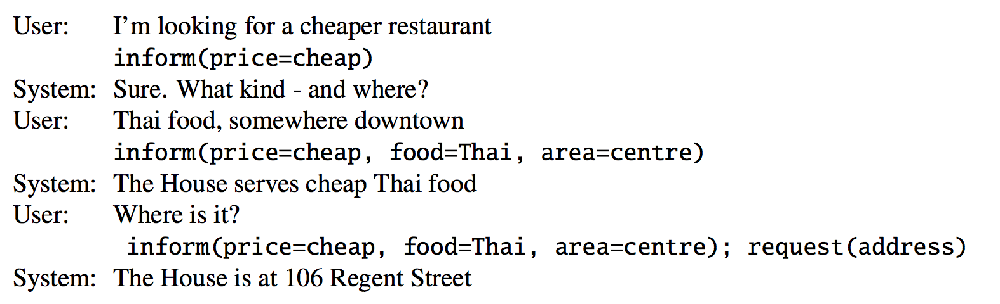 User: I'm looking for a cheaper restaurant
inform(price=cheap)
System: Sure. What kind - and where?
User: Thai food, somewhere downtown
inform(price=cheap, food=Thai, area=centre)
System: The House serves cheap Thai food
User: Where is it?
inform(price=cheap, food=Thai, area=centre); request(address)
System: The House is at 106 Regent Street